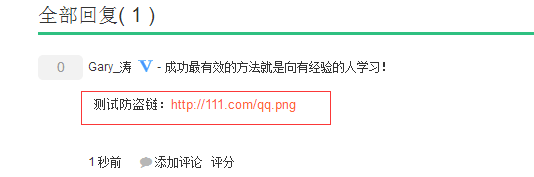 全部回复( 1 )
0 Gary_涛 V - 成功最有效的方法就是向有经验的人学习!
测试防盗链：http://111.com/qq.png
1 秒前 添加评论 评分